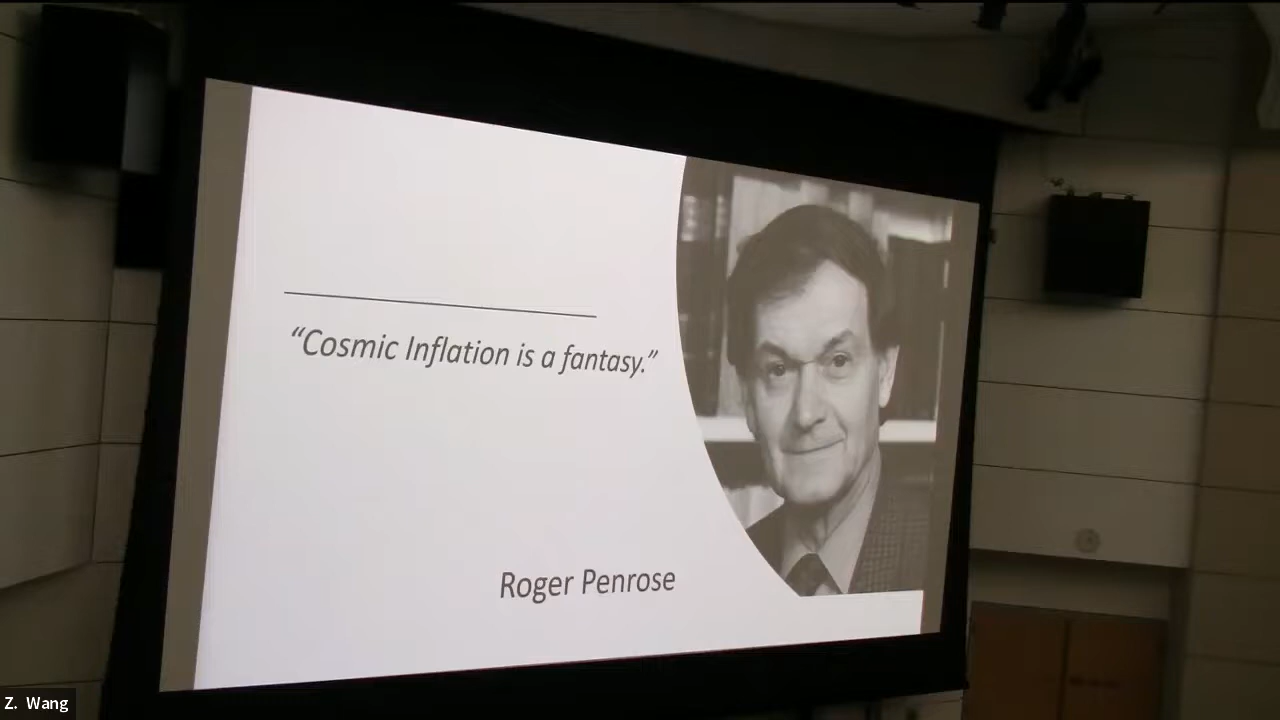 “Cosmic Inflation is a fantasy.”
Roger Penrose
Z. Wang